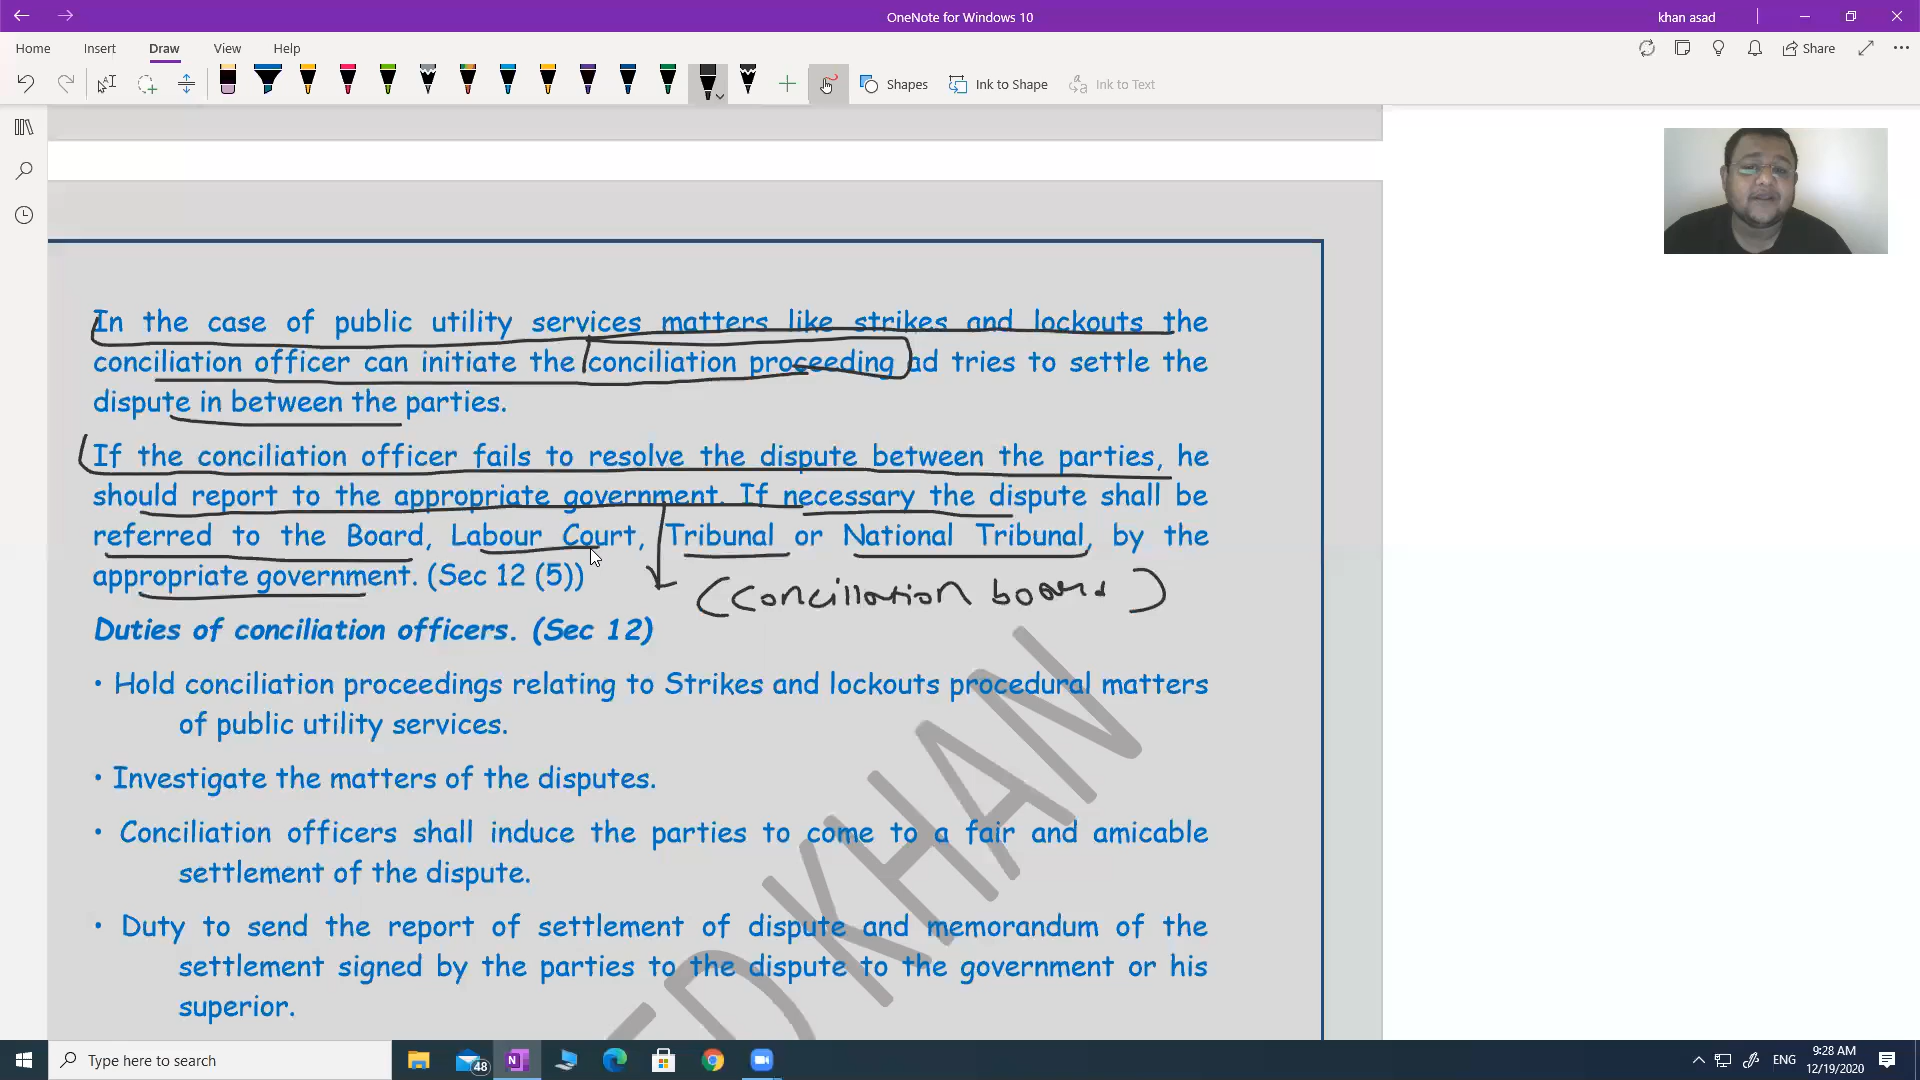 OneNote for Windows 10
khan asad
Home Insert Draw View Help
Share
Shapes Ink to Shape Ink to Text
In the case of public utility services matters like strikes and lockouts the
conciliation officer can initiate the conciliation proceeding ad tries to settle the
dispute in between the parties.
If the conciliation officer fails to resolve the dispute between the parties, he
should report to the appropriate government. If necessary the dispute shall be
referred to the Board, Labour Court, Tribunal or National Tribunal, by the
appropriate government. (Sec 12 (5))
(Conciliation board)
Duties of conciliation officers. (Sec 12)
• Hold conciliation proceedings relating to Strikes and lockouts procedural matters
of public utility services.
• Investigate the matters of the disputes.
• Conciliation officers shall induce the parties to come to a fair and amicable
settlement of the dispute.
• Duty to send the report of settlement of dispute and memorandum of the
settlement signed by the parties to the dispute to the government or his
superior.
ED KHAN
Type here to search
48
ENG
9:28 AM
12/19/2020